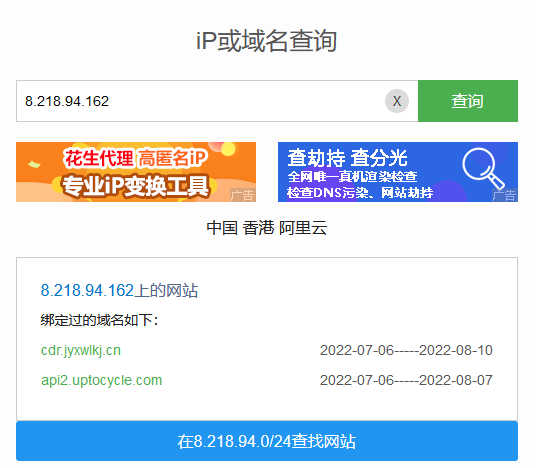 iP或域名查询
8.218.94.162
X
查询
花生代理 高匿名iP
专业iP变换工具
广告
查劫持 查分光
全网唯一真机渲染检查
检查DNS污染、网站劫持
广告
中国 香港 阿里云
8.218.94.162上的网站
绑定过的域名如下：
cdr.jyxwlkj.cn 2022-07-06-----2022-08-10
api2.uptocycle.com 2022-07-06-----2022-08-07
在8.218.94.0/24查找网站